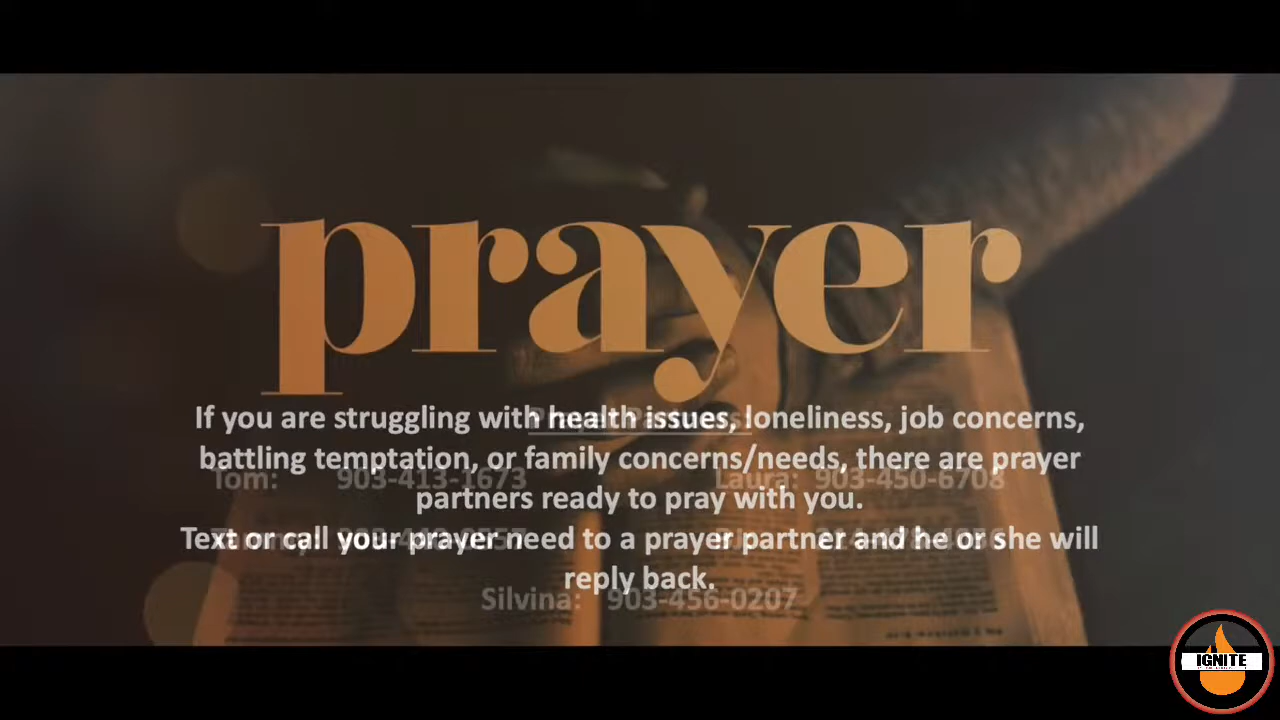 prayer
If you are struggling with health issues, loneliness, job concerns,
battling temptation, or family concerns/needs, there are prayer
partners ready to pray with you.
Text or call your prayer need to a prayer partner and he or she will
reply back.
Tom: 903-413-1673
Laura: 903-450-6708
Silvina: 903-456-0207
IGNITE